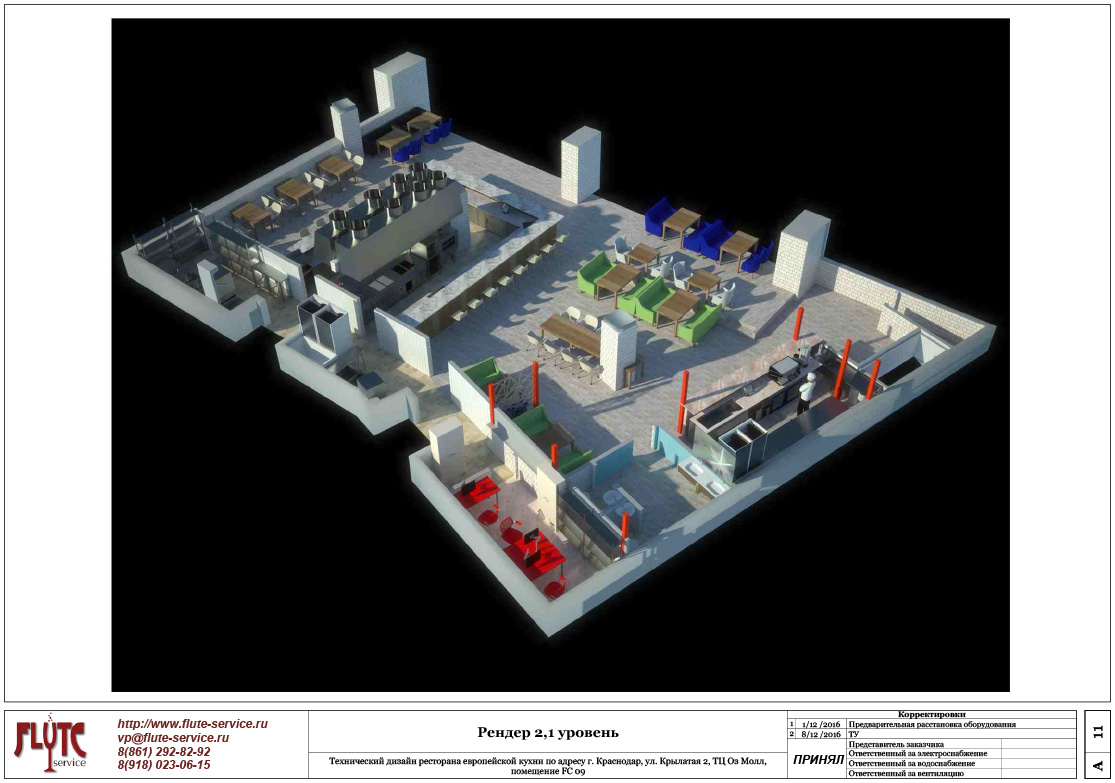 FLUTE
service
http://www.flute-service.ru
vp@flute-service.ru
8(861) 292-82-92
8(918) 023-06-15
Рендер 2,1 уровень
Технический дизайн ресторана европейской кухни по адресу г. Краснодар, ул. Крылатая 2, ТЦ Оз Молл,
помещение FC 09
Корректировки
1 1/12 /2016 Предварительная расстановка оборудования
2 8/12 /2016 ТУ
ПРИНЯЛ
Представитель заказчика
Ответственный за электроснабжение
Ответственный за водоснабжение
Ответственный за вентиляцию
11
A